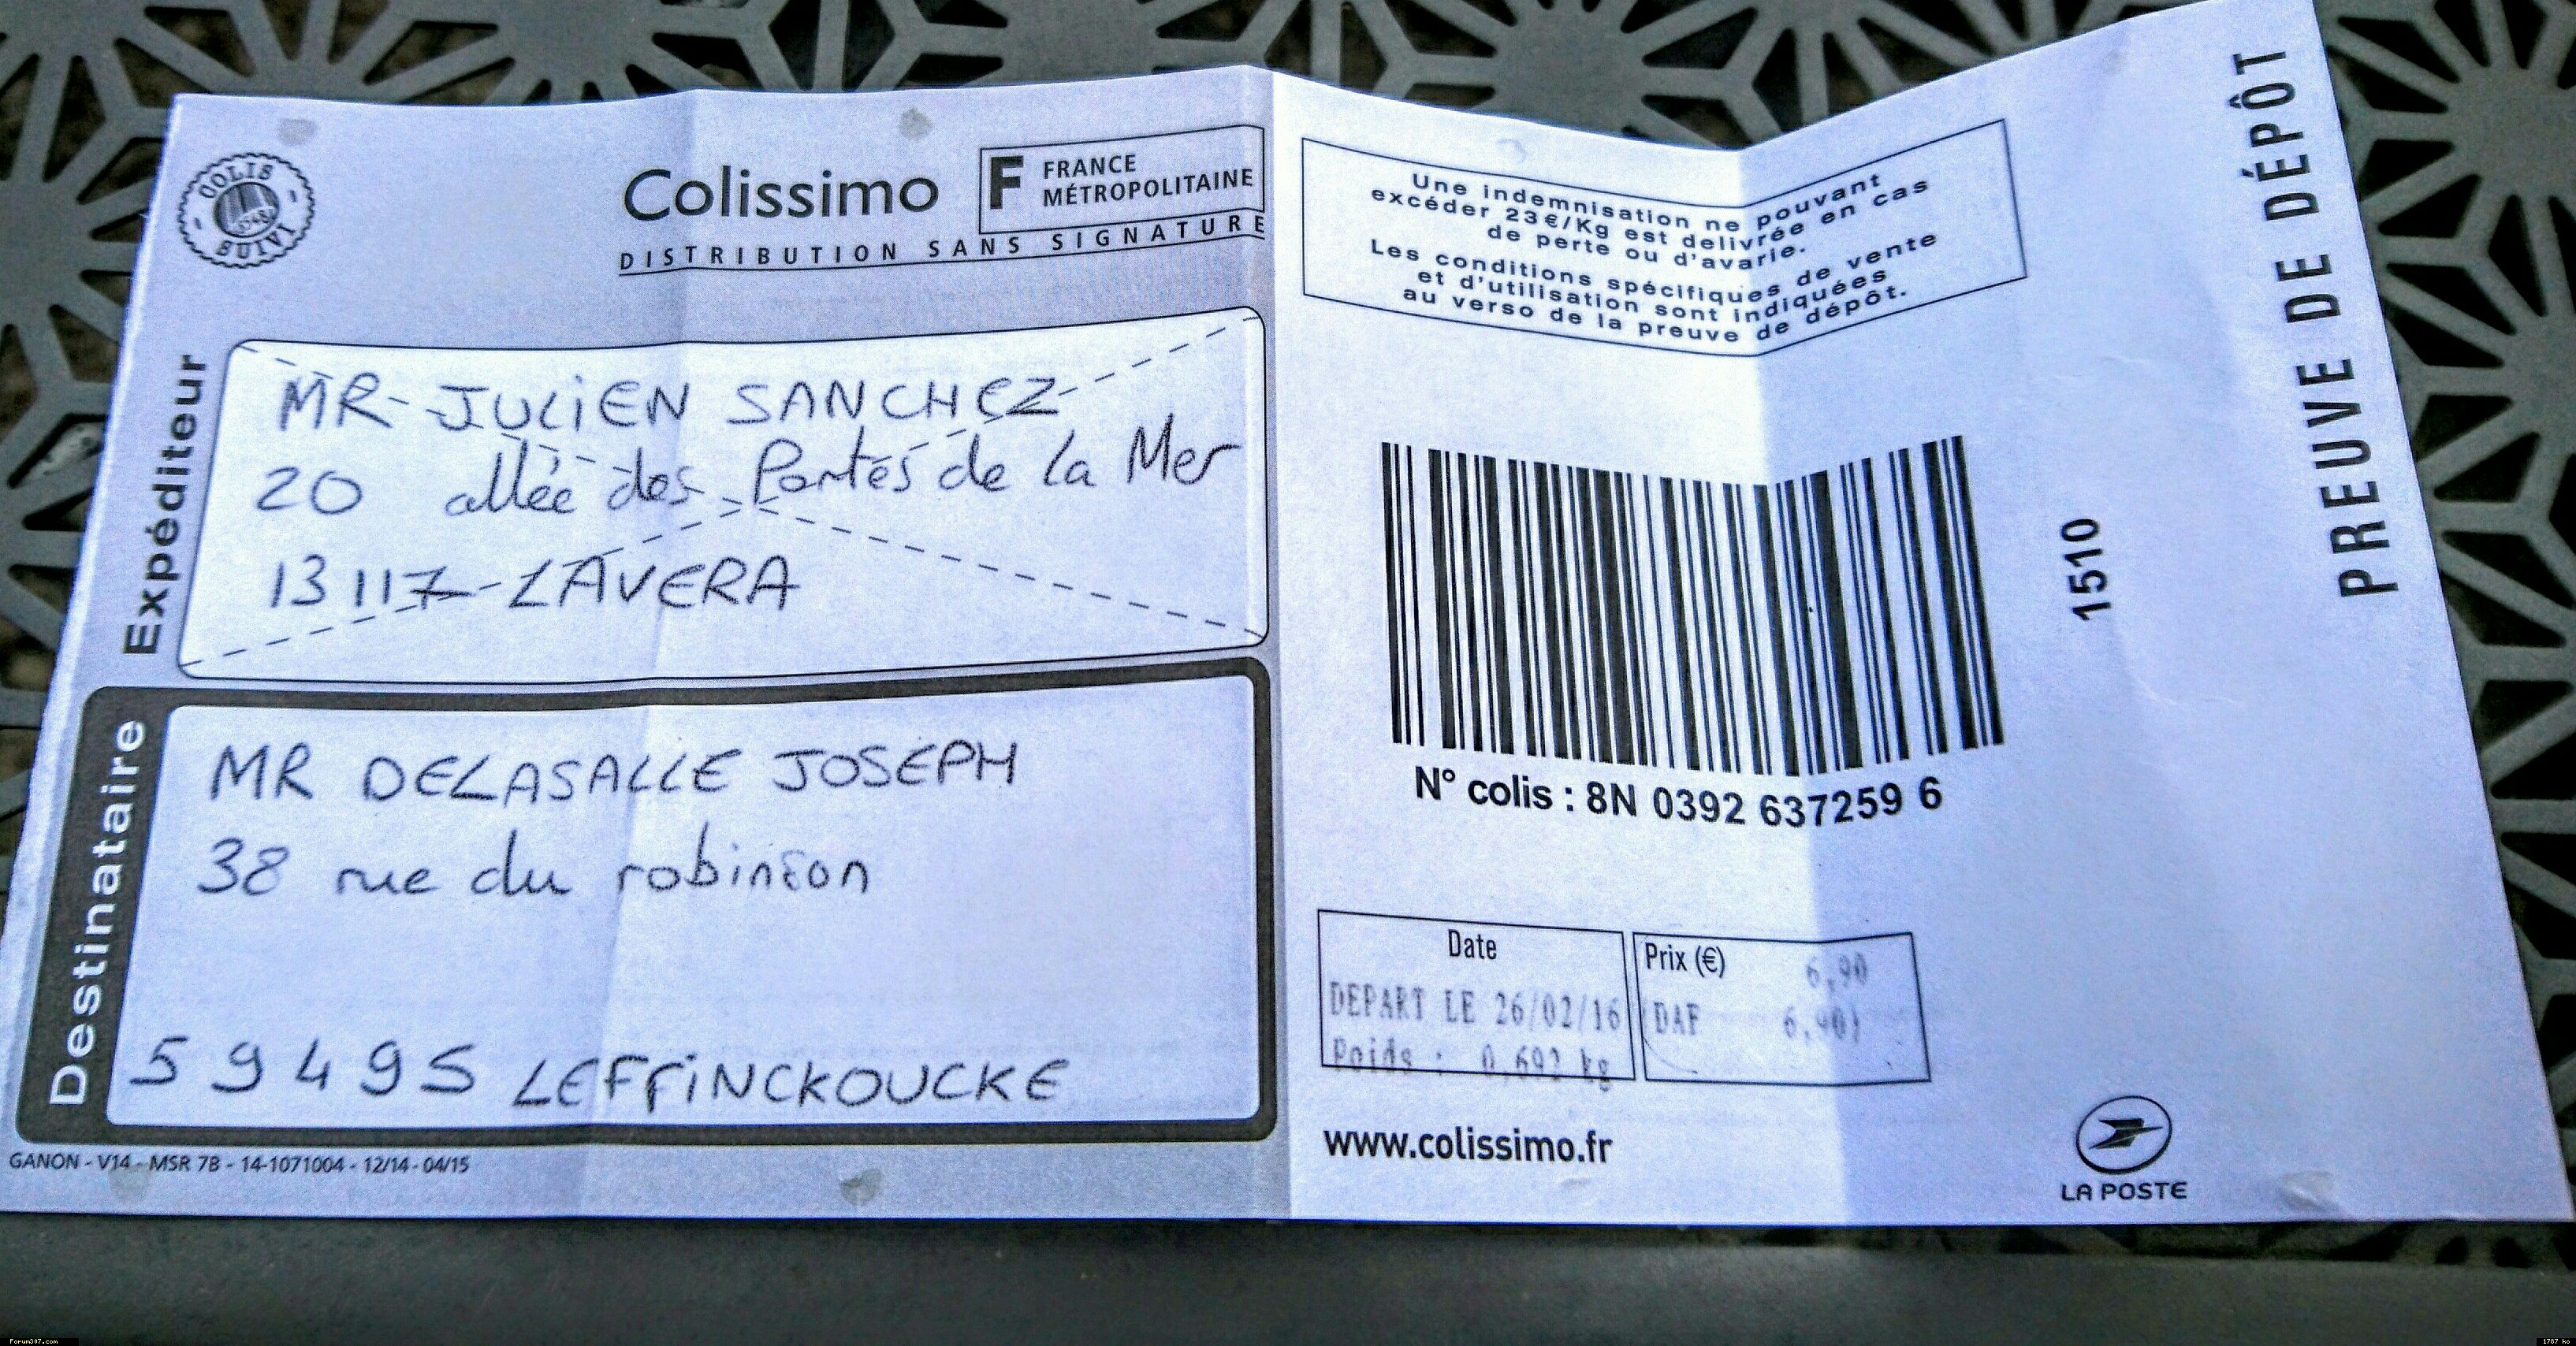 COLIS
SUIVI
Colissimo
F FRANCE
MÉTROPOLITAINE
DISTRIBUTION SANS SIGNATURE
Expéditeur
MR JULIEN SANCHEZ
20 allée des Portes de la Mer
13117 LAVERA
Destinataire
MR DELASALLE JOSEPH
38 rue du robinson
59495 LEFFINCKOUCKE
GANON - V14 - MSR 7B - 14-1071004 - 12/14 - 04/15
Une indemnisation ne pouvant
excéder 23€/Kg est delivrée en cas
de perte ou d'avarie.
Les conditions spécifiques de vente
et d'utilisation sont indiquées
au verso de la preuve de dépôt.
N° colis : 8N 0392 637259 6
1510
PREUVE DE DÉPÔT
Date
DEPART LE 26/02/16
Poids : 0,692 kg
Prix (€) 6,90
(DAF 6,90)
www.colissimo.fr
LA POSTE
Forum307.com
1787 ko